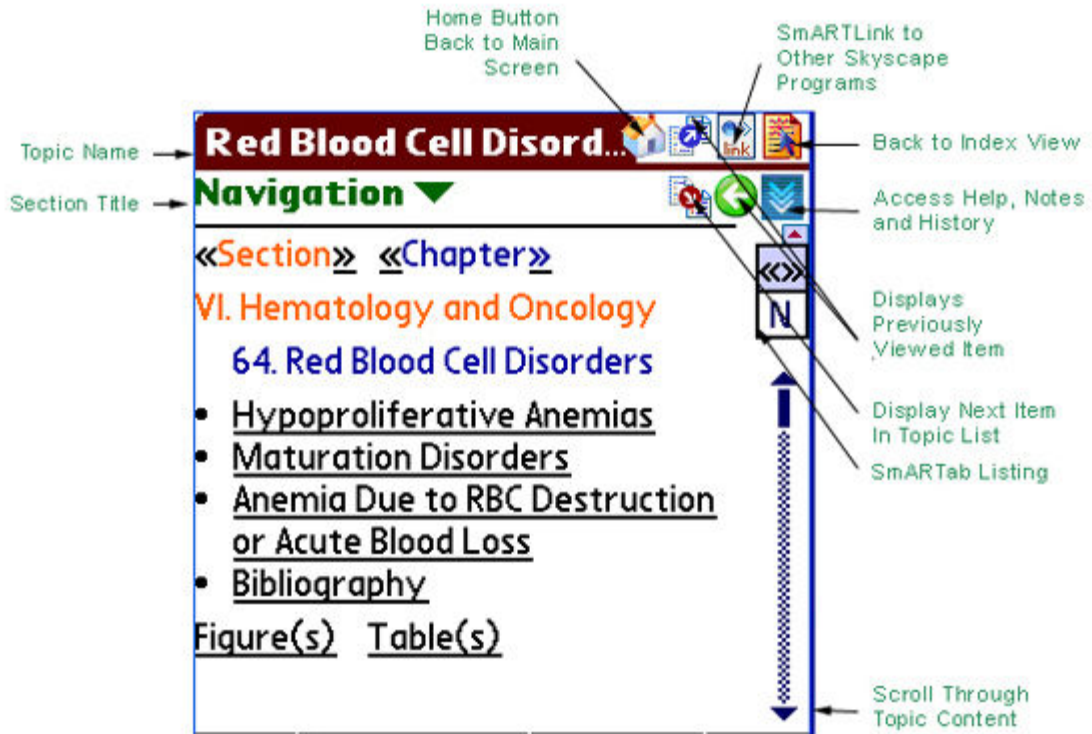 Home Button
Back to Main
Screen
SmARTLink to
Other Skyscape
Programs
Topic Name
Red Blood Cell Disord...
link
Back to Index View
Section Title
Navigation
Access Help, Notes
and History
«Section» «Chapter»
«»
VI. Hematology and Oncology
N
Displays
Previously
Viewed Item
64. Red Blood Cell Disorders
• Hypoproliferative Anemias
Display Next Item
In Topic List
• Maturation Disorders
SmARTab Listing
• Anemia Due to RBC Destruction
or Acute Blood Loss
• Bibliography
Figure(s) Table(s)
Scroll Through
Topic Content